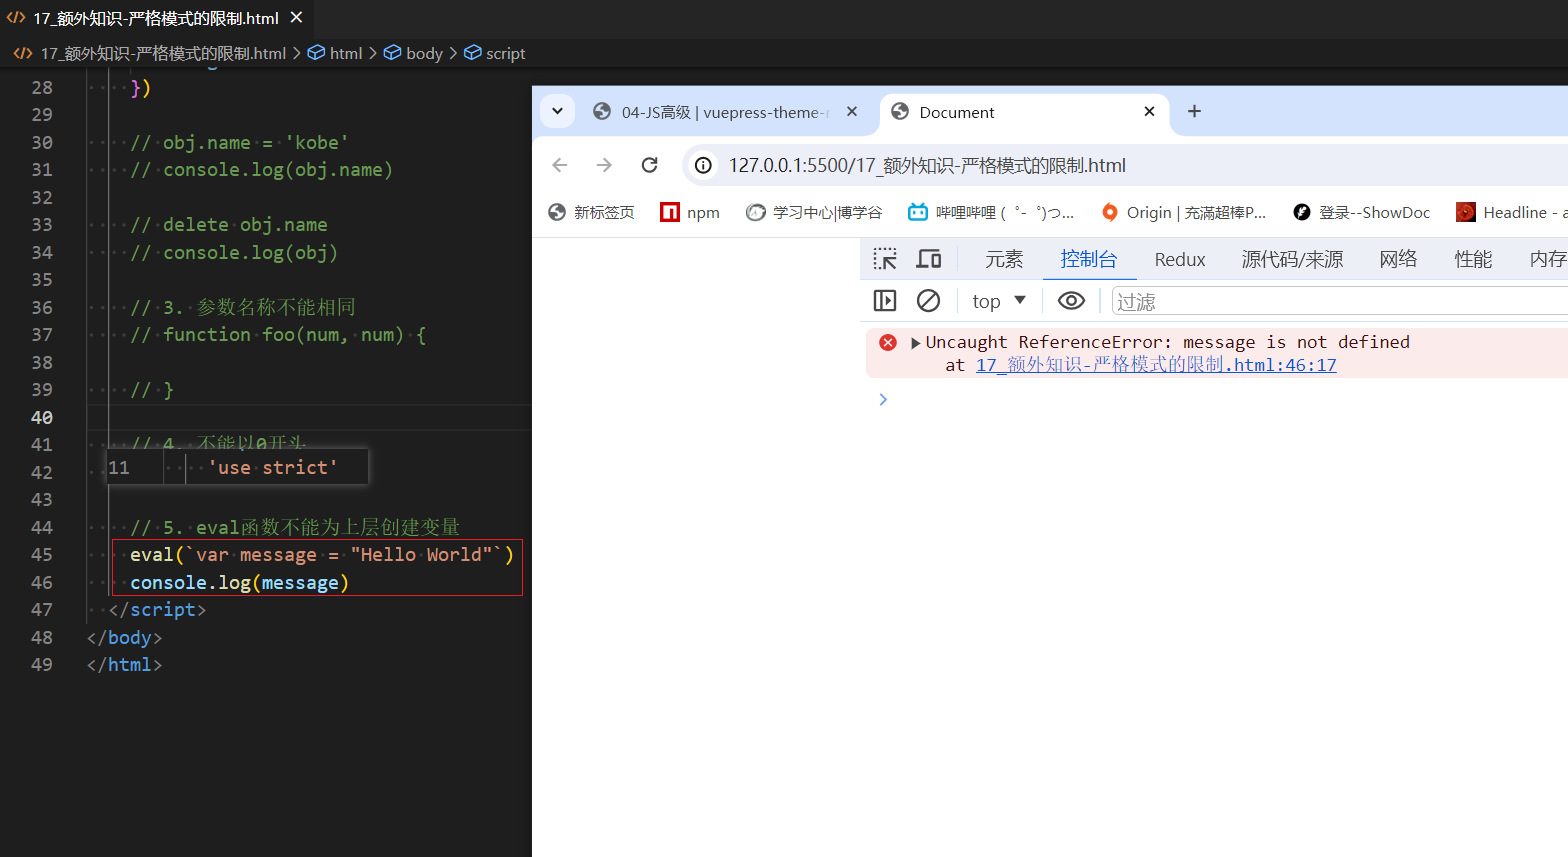 17_额外知识-严格模式的限制.html
17_额外知识-严格模式的限制.html > html > body > script
28 })
29
30 // obj.name = 'kobe'
31 // console.log(obj.name)
32
33 // delete obj.name
34 // console.log(obj)
35
36 // 3. 参数名称不能相同
37 // function foo(num, num) {
38
39 // }
40
41 // 4. 不能以0开头
11 'use strict'
42
43
44 // 5. eval函数不能为上层创建变量
45 eval(`var message = "Hello World"`)
46 console.log(message)
47 </script>
48 </body>
49 </html>
04-JS高级 | vuepress-theme-
Document
127.0.0.1:5500/17_额外知识-严格模式的限制.html
新标签页 npm 学习中心|博学谷 哔哩哔哩 (゜-゜)つ... Origin | 充滿超棒P... 登录--ShowDoc Headline - a
元素 控制台 Redux 源代码/来源 网络 性能 内存
top 过滤
Uncaught ReferenceError: message is not defined
at 17_额外知识-严格模式的限制.html:46:17